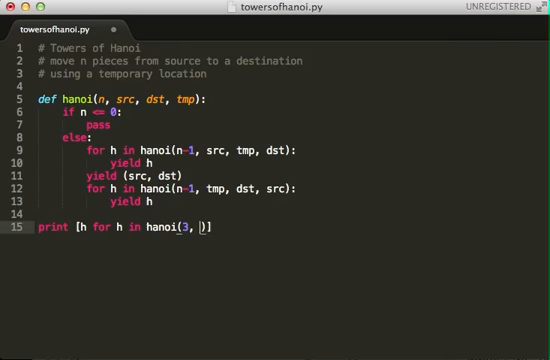 towersofhanoi.py
UNREGISTERED
towersofhanoi.py
1 # Towers of Hanoi
2 # move n pieces from source to a destination
3 # using a temporary location
4
5 def hanoi(n, src, dst, tmp):
6 if n <= 0:
7 pass
8 else:
9 for h in hanoi(n-1, src, tmp, dst):
10 yield h
11 yield (src, dst)
12 for h in hanoi(n-1, tmp, dst, src):
13 yield h
14
15 print [h for h in hanoi(3, )]